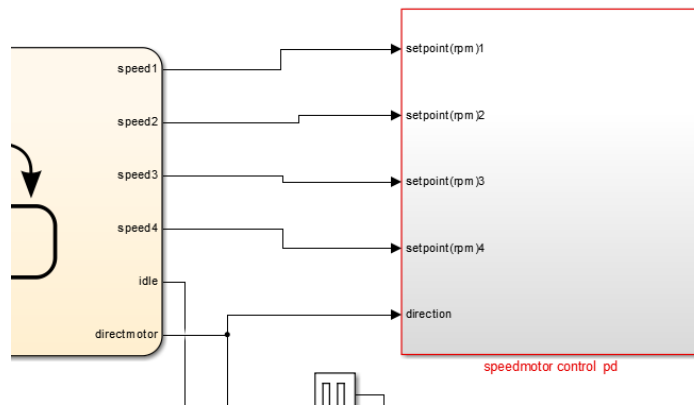 speed1
speed2
speed3
speed4
idle
directmotor
setpoint(rpm)1
setpoint(rpm)2
setpoint(rpm)3
setpoint(rpm)4
direction
speedmotor control pd